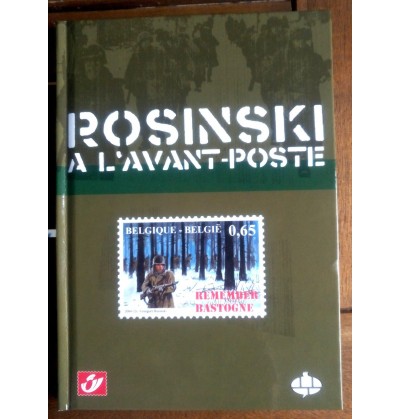 ROSINSKI
A L'AVANT-POSTE
BELGIQUE - BELGIË 0,65
REMEMBER
BASTOGNE